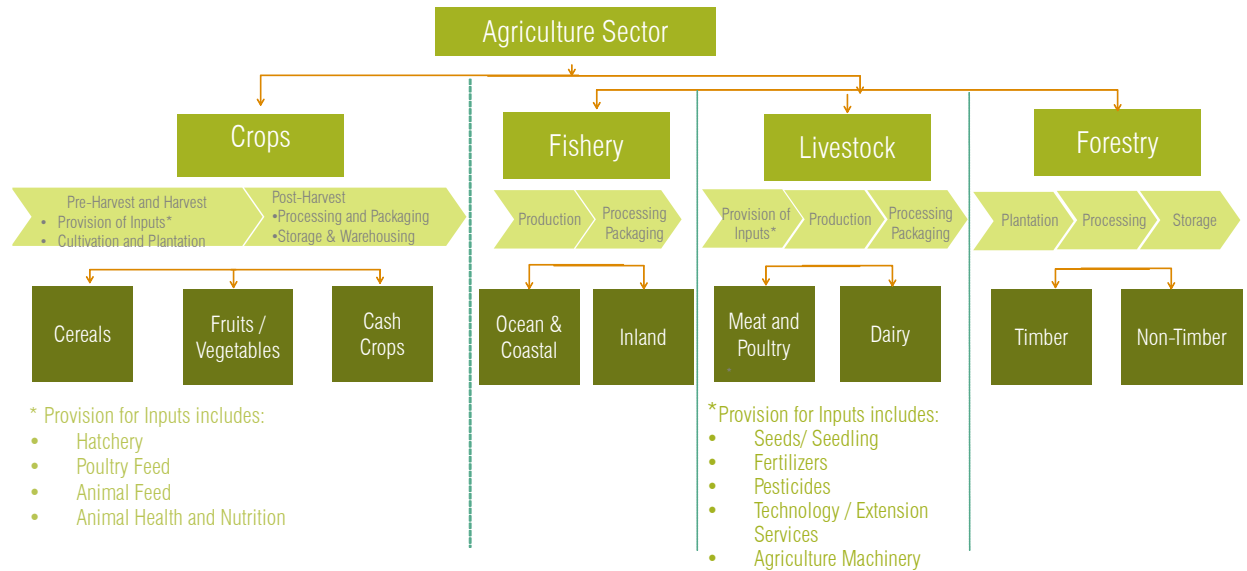 Agriculture Sector
Crops
Fishery
Livestock
Forestry
Pre-Harvest and Harvest
• Provision of Inputs*
• Cultivation and Plantation
Post-Harvest
•Processing and Packaging
•Storage & Warehousing
Production
Processing
Packaging
Provision of
Inputs*
Production
Processing
Packaging
Plantation
Processing
Storage
Cereals
Fruits /
Vegetables
Cash
Crops
Ocean &
Coastal
Inland
Meat and
Poultry
Dairy
Timber
Non-Timber
* Provision for Inputs includes:
• Hatchery
• Poultry Feed
• Animal Feed
• Animal Health and Nutrition
*Provision for Inputs includes:
• Seeds/ Seedling
• Fertilizers
• Pesticides
• Technology / Extension
Services
• Agriculture Machinery